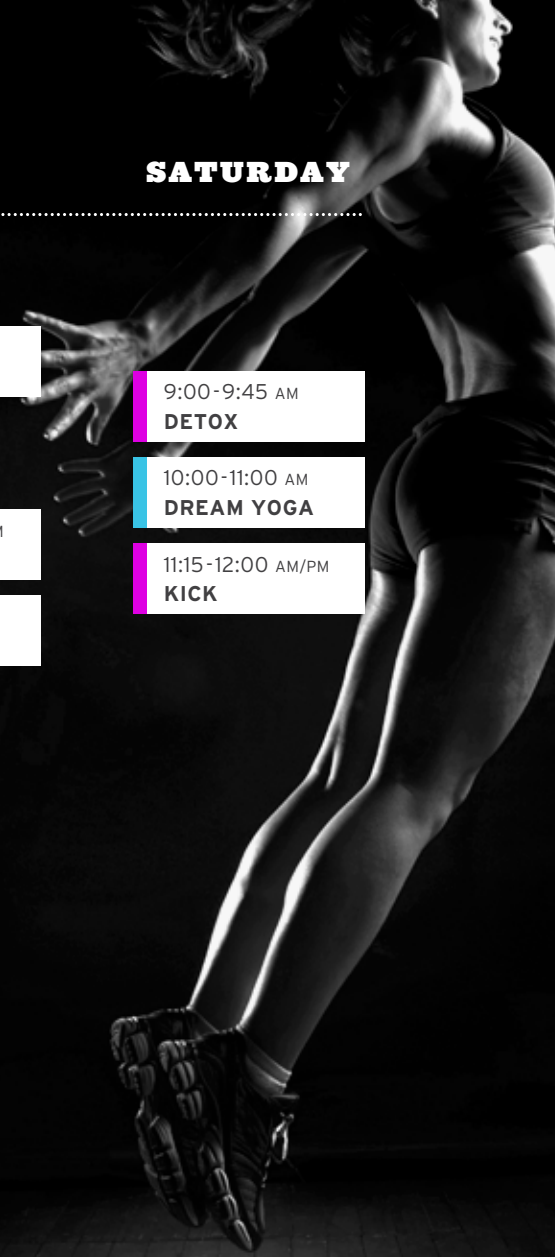 SATURDAY
9:00-9:45 AM
DETOX
10:00-11:00 AM
DREAM YOGA
11:15-12:00 AM/PM
KICK
M